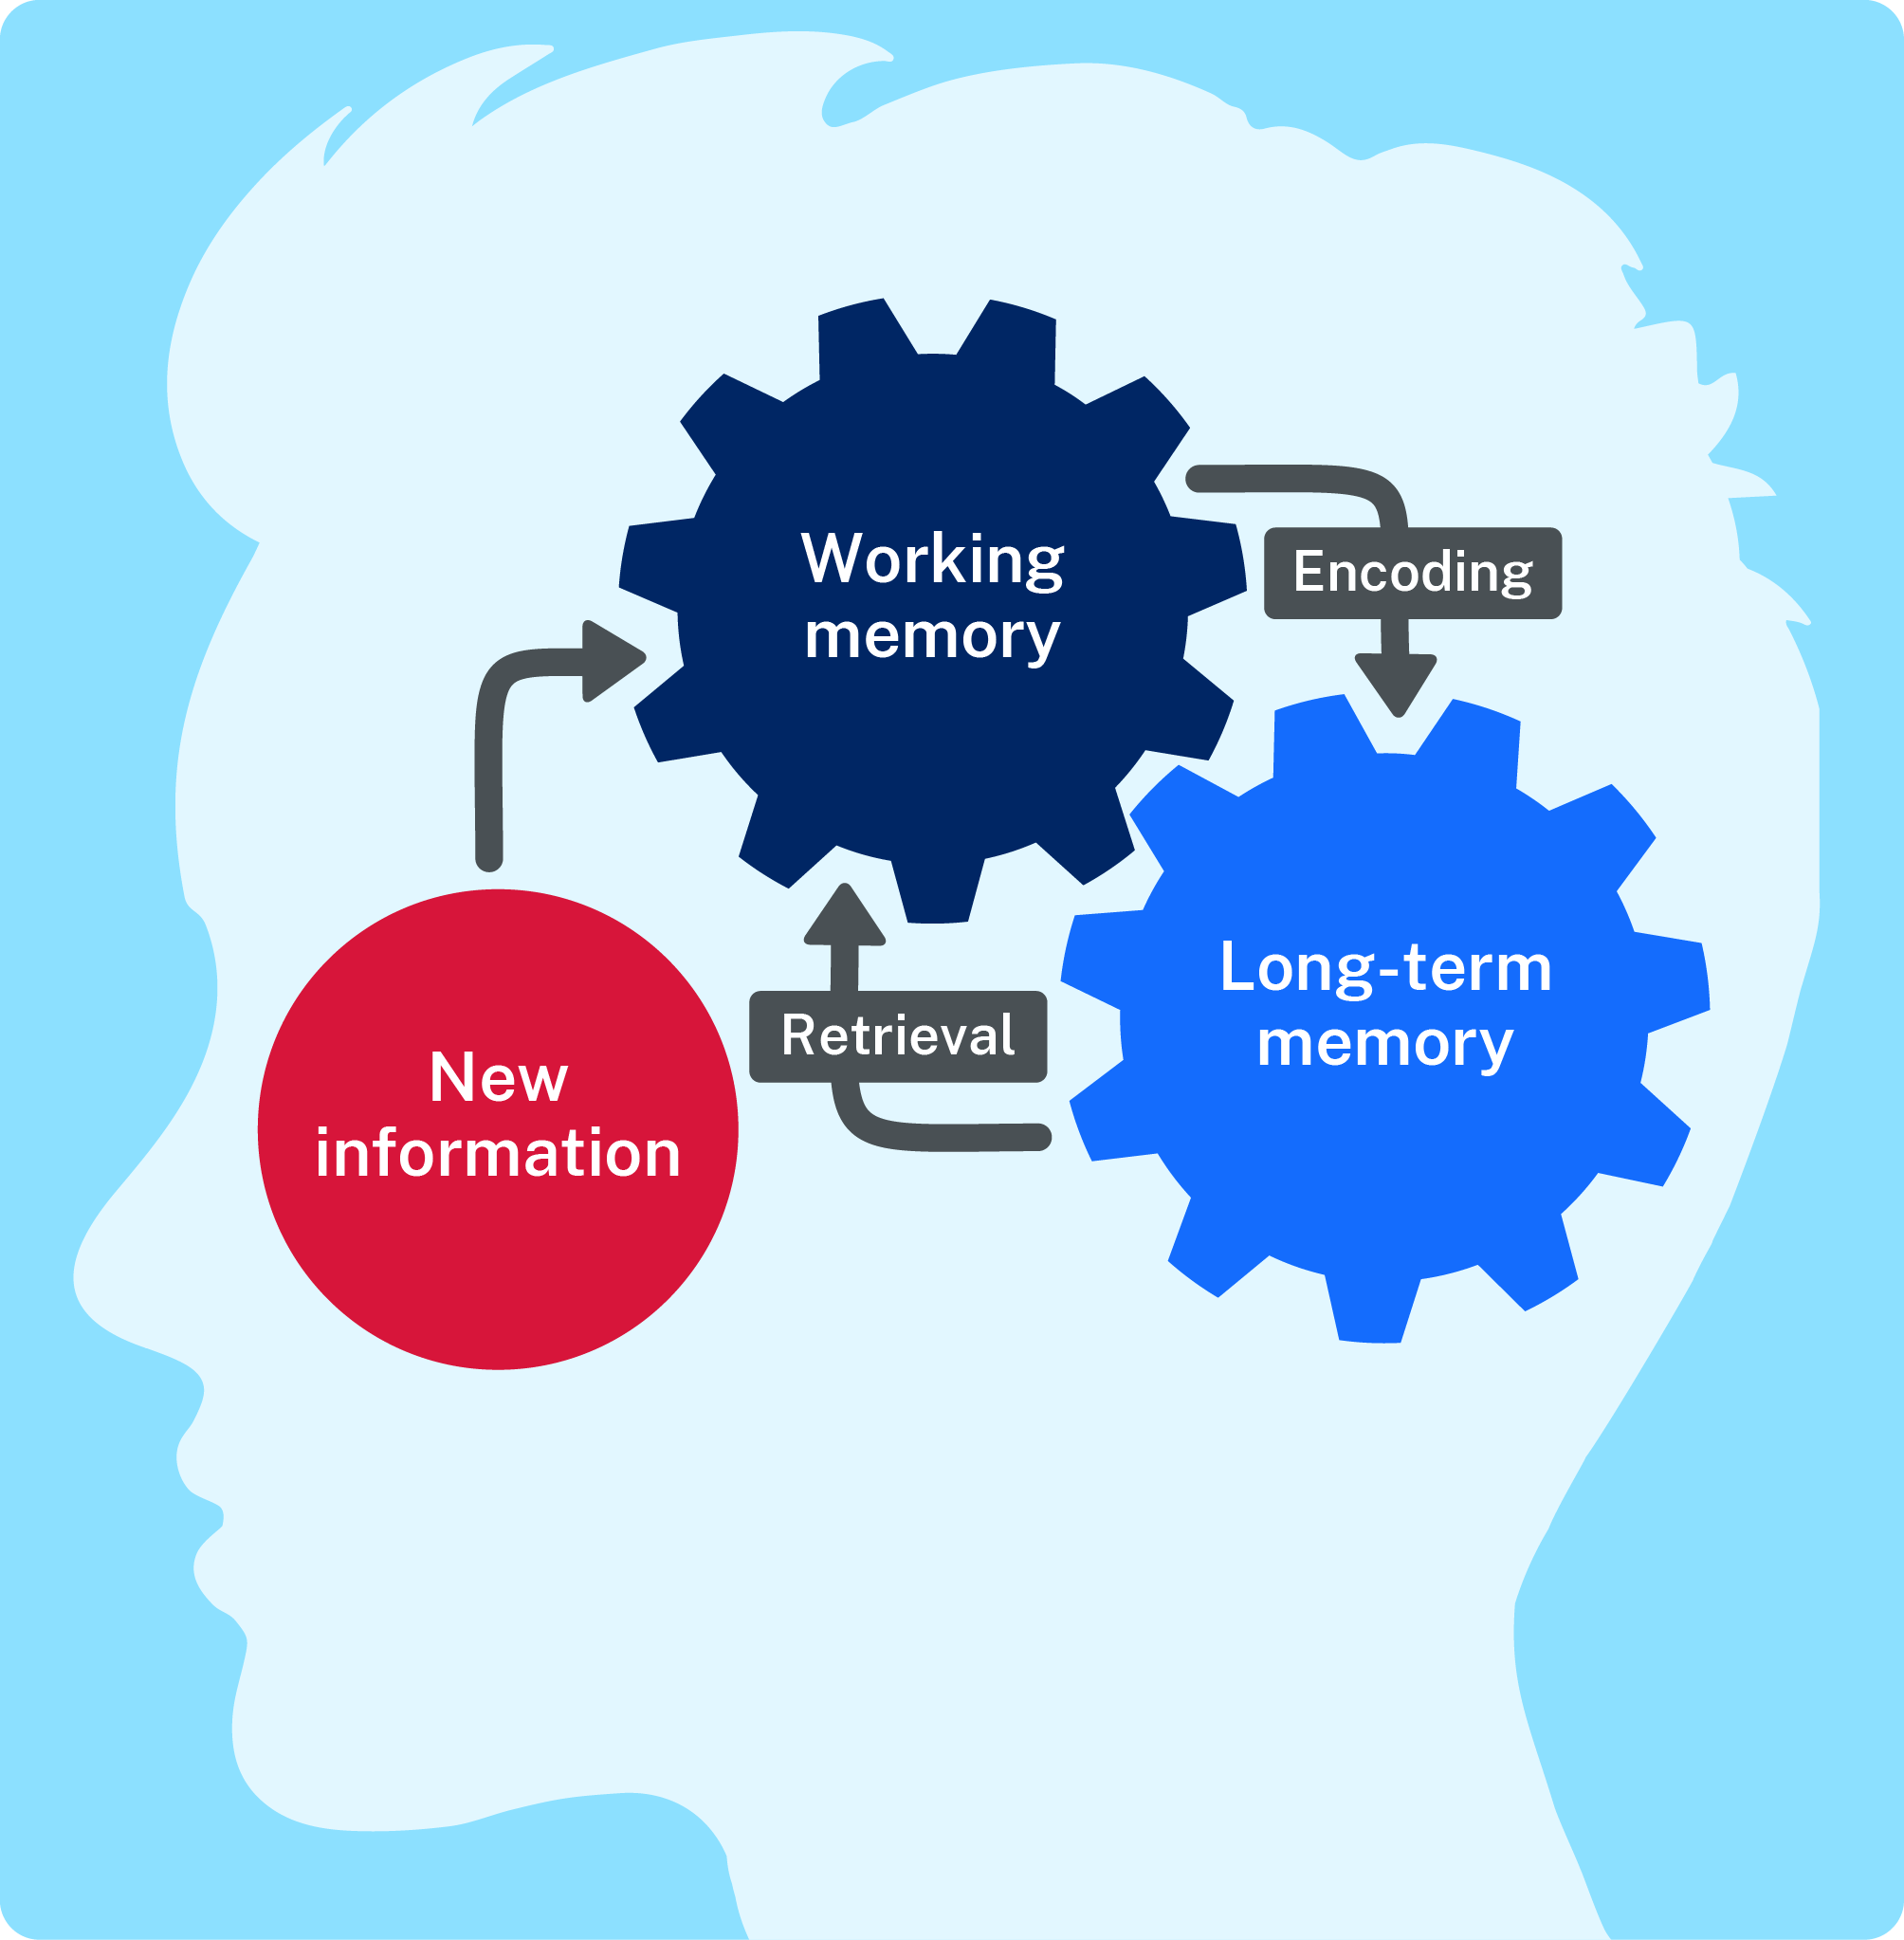 Working
memory
Encoding
Long-term
memory
Retrieval
New
information